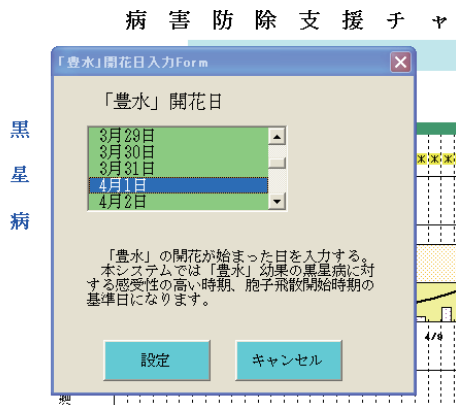 病害防除支援チャ
「豊水」開花日入力Form
「豊水」開花日
3月29日
3月30日
3月31日
4月1日
4月2日
黒星病
「豊水」の開花が始まった日を入力する。
本システムでは「豊水」幼果の黒星病に対
する感受性の高い時期、胞子飛散開始時期の
基準日になります。
設定
キャンセル
4/9